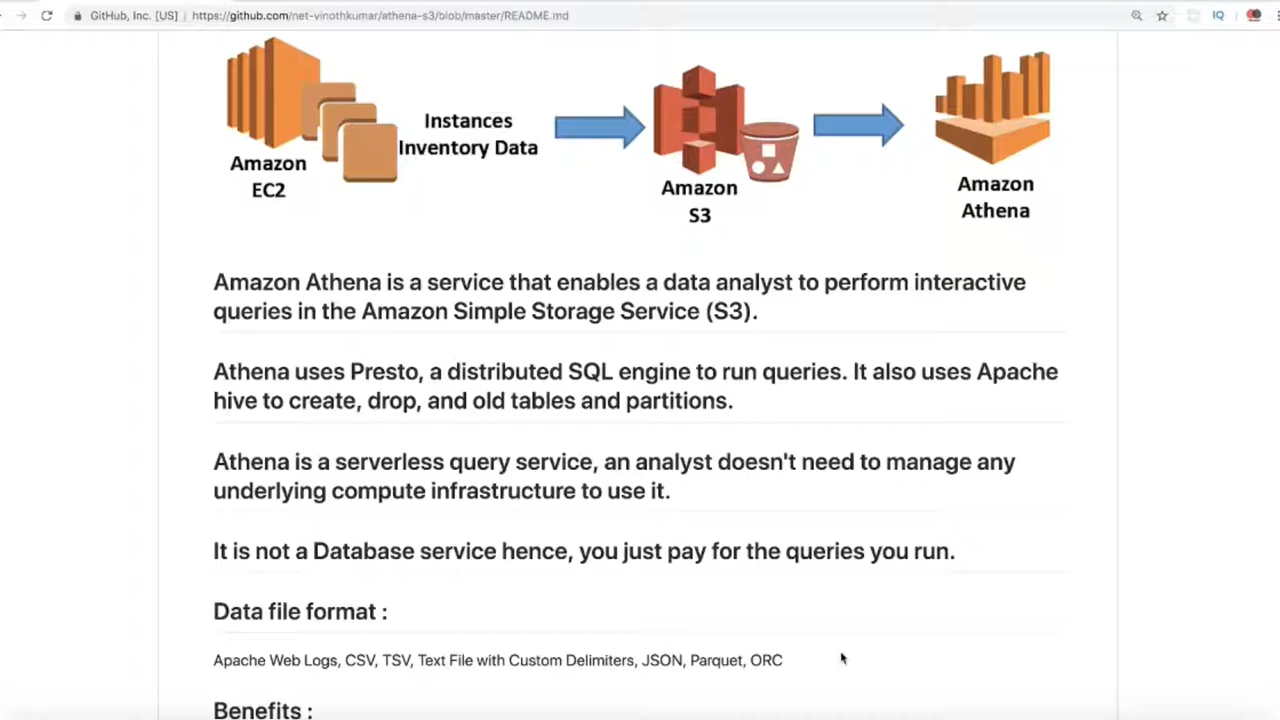 GitHub, Inc. [US] | https://github.com/net-vinothkumar/athena-s3/blob/master/README.md
IQ
Amazon
EC2
Instances
Inventory Data
Amazon
S3
Amazon
Athena
Amazon Athena is a service that enables a data analyst to perform interactive
queries in the Amazon Simple Storage Service (S3).
Athena uses Presto, a distributed SQL engine to run queries. It also uses Apache
hive to create, drop, and old tables and partitions.
Athena is a serverless query service, an analyst doesn't need to manage any
underlying compute infrastructure to use it.
It is not a Database service hence, you just pay for the queries you run.
Data file format :
Apache Web Logs, CSV, TSV, Text File with Custom Delimiters, JSON, Parquet, ORC
Benefits :